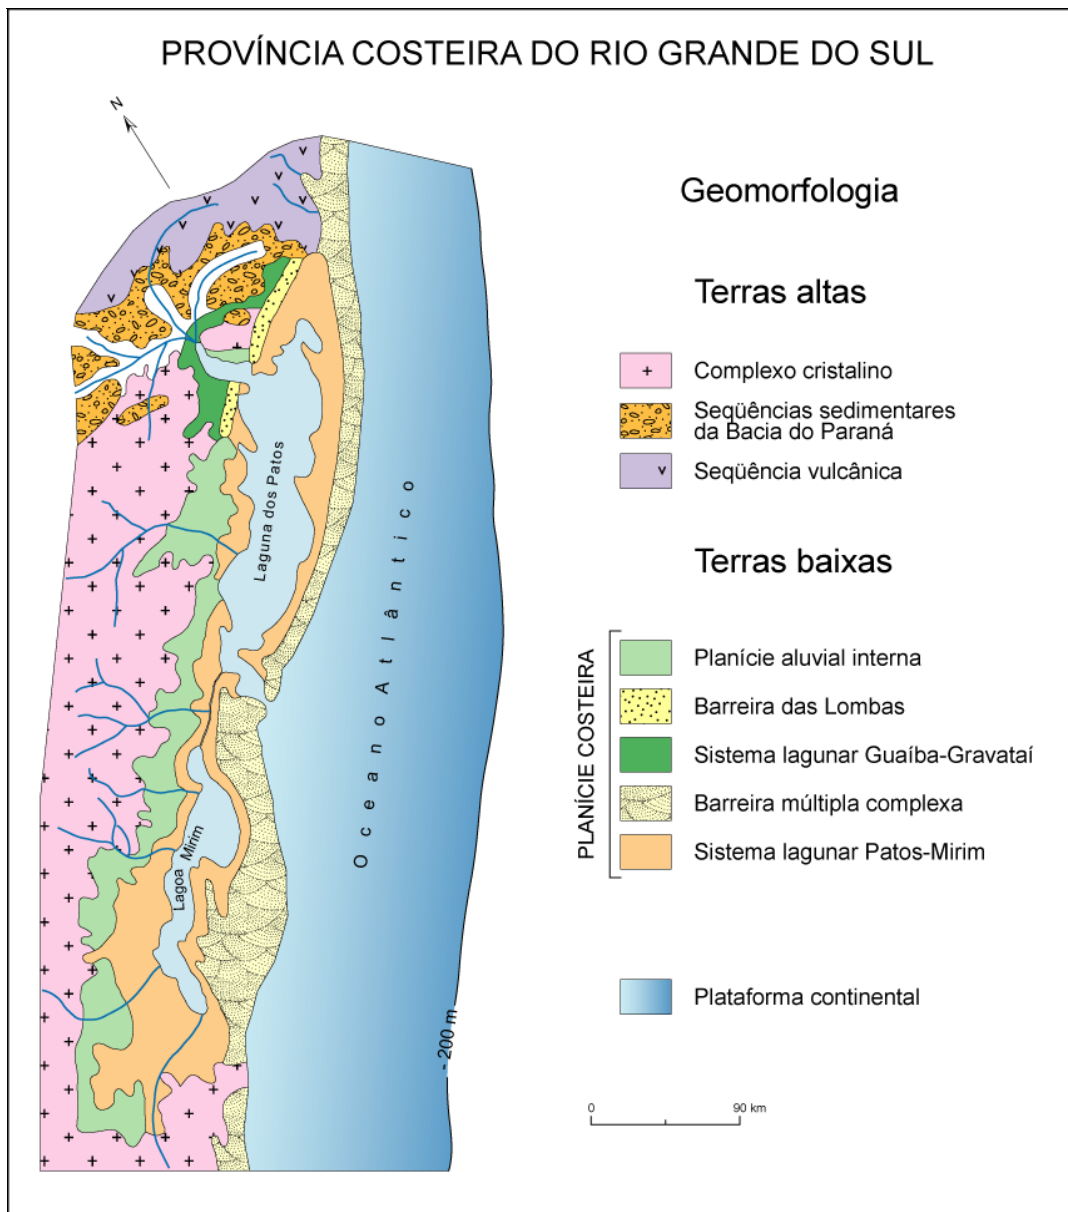 PROVÍNCIA COSTEIRA DO RIO GRANDE DO SUL
N
Geomorfologia
Terras altas
Complexo cristalino
Seqüências sedimentares
da Bacia do Paraná
Seqüência vulcânica
Terras baixas
PLANÍCIE COSTEIRA
Planície aluvial interna
Barreira das Lombas
Sistema lagunar Guaíba-Gravataí
Barreira múltipla complexa
Sistema lagunar Patos-Mirim
Plataforma continental
0 90 km
Laguna dos Patos
Lagoa Mirim
Oceano Atlântico
- 200 m